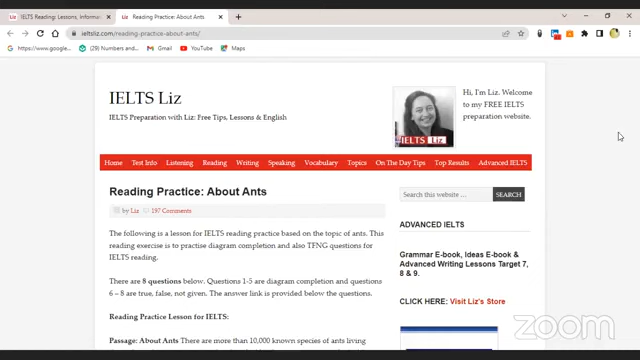 IELTS Reading: Lessons, Informat
Reading Practice: About Ants
ieltsliz.com/reading-practice-about-ants/
https://www.google...
(29) Numbers and...
Gmail
YouTube
Maps
IELTS Liz
IELTS Preparation with Liz: Free Tips, Lessons & English
IELTS Liz
Hi, I'm Liz. Welcome
to my FREE IELTS
preparation website.
Home Test Info Listening Reading Writing Speaking Vocabulary Topics On The Day Tips Top Results Advanced IELTS
Reading Practice: About Ants
by Liz 197 Comments
The following is a lesson for IELTS reading practice based on the topic of ants. This
reading exercise is to practise diagram completion and also TFNG questions for
IELTS reading.
There are 8 questions below. Questions 1-5 are diagram completion and questions
6 – 8 are true, false, not given. The answer link is provided below the questions.
Reading Practice Lesson for IELTS:
Passage: About Ants There are more than 10,000 known species of ants living
Search this website ...
SEARCH
ADVANCED IELTS
Grammar E-book, Ideas E-book &
Advanced Writing Lessons Target 7,
8 & 9.
CLICK HERE: Visit Liz's Store
zoom